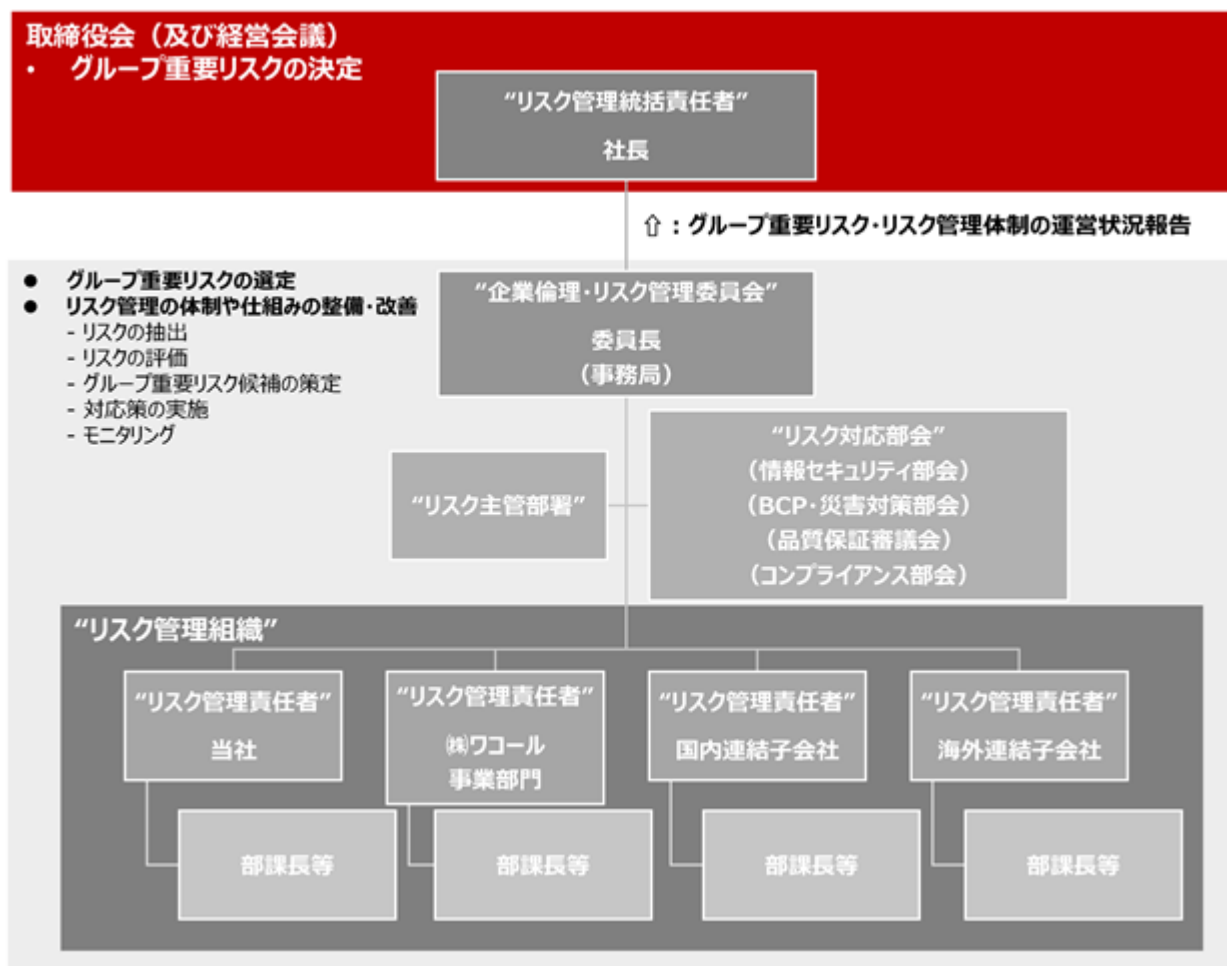 取締役会（及び経営会議）
・ グループ重要リスクの決定
“リスク管理統括責任者”
社長
⇧：グループ重要リスク・リスク管理体制の運営状況報告
● グループ重要リスクの選定
● リスク管理の体制や仕組みの整備・改善
- リスクの抽出
- リスクの評価
- グループ重要リスク候補の策定
- 対応策の実施
- モニタリング
“企業倫理・リスク管理委員会”
委員長
（事務局）
“リスク主管部署”
“リスク対応部会”
（情報セキュリティ部会）
（BCP・災害対策部会）
（品質保証審議会）
（コンプライアンス部会）
“リスク管理組織”
“リスク管理責任者”
当社
“リスク管理責任者”
㈱ワコール
事業部門
“リスク管理責任者”
国内連結子会社
“リスク管理責任者”
海外連結子会社
部課長等
部課長等
部課長等
部課長等